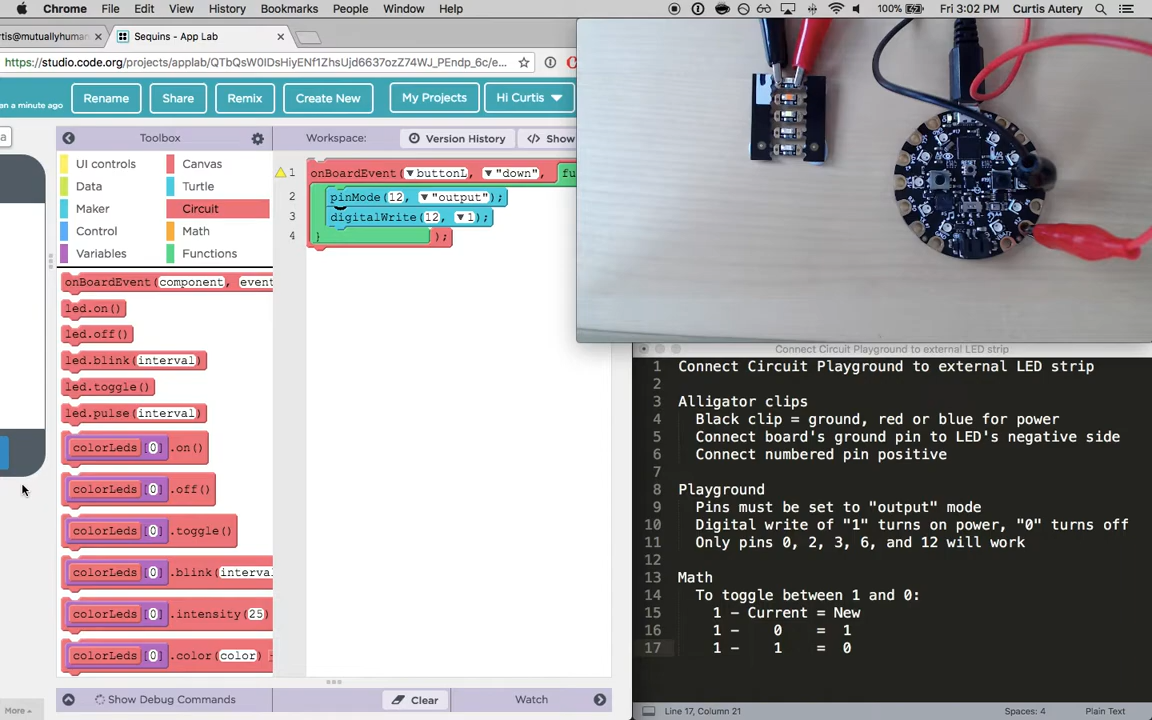 Chrome File Edit View History Bookmarks People Window Help 100% Fri 3:02 PM Curtis Autery
rtis@mutuallyhuman Sequins - App Lab
https://studio.code.org/projects/applab/QTbQsW0IDsHiyENf1ZhsUjd6637ozZ74WJ_PEndp_6c/e...
en a minute ago Rename Share Remix Create New My Projects Hi Curtis
Toolbox Workspace: Version History </> Show
UI controls Canvas
Data Turtle
Maker Circuit
Control Math
Variables Functions
onBoardEvent(component, event
led.on()
led.off()
led.blink(interval)
led.toggle()
led.pulse(interval)
colorLeds [0] .on()
colorLeds [0] .off()
colorLeds [0] .toggle()
colorLeds [0] .blink(interva
colorLeds [0] .intensity(25)
colorLeds [0] .color(color)
1 onBoardEvent(buttonL, "down", fu
2 pinMode(12, "output");
3 digitalWrite(12, 1);
4 } );
Show Debug Commands Clear Watch
More
Connect Circuit Playground to external LED strip
1 Connect Circuit Playground to external LED strip
2
3 Alligator clips
4 Black clip = ground, red or blue for power
5 Connect board's ground pin to LED's negative side
6 Connect numbered pin positive
7
8 Playground
9 Pins must be set to "output" mode
10 Digital write of "1" turns on power, "0" turns off
11 Only pins 0, 2, 3, 6, and 12 will work
12
13 Math
14 To toggle between 1 and 0:
15 1 - Current = New
16 1 - 0 = 1
17 1 - 1 = 0
Line 17, Column 21 Spaces: 4 Plain Text